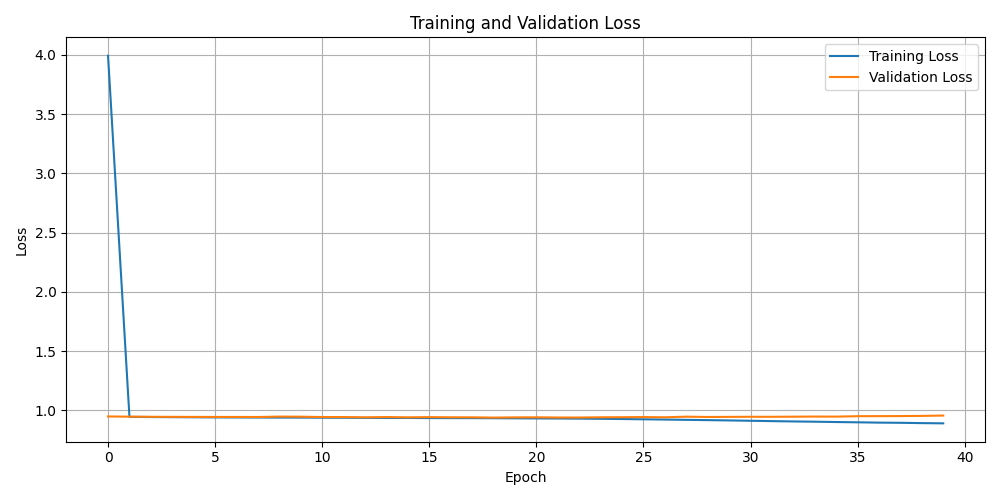 Training and Validation Loss
Training Loss
Validation Loss
Loss
4.0
3.5
3.0
2.5
2.0
1.5
1.0
0 5 10 15 20 25 30 35 40
Epoch